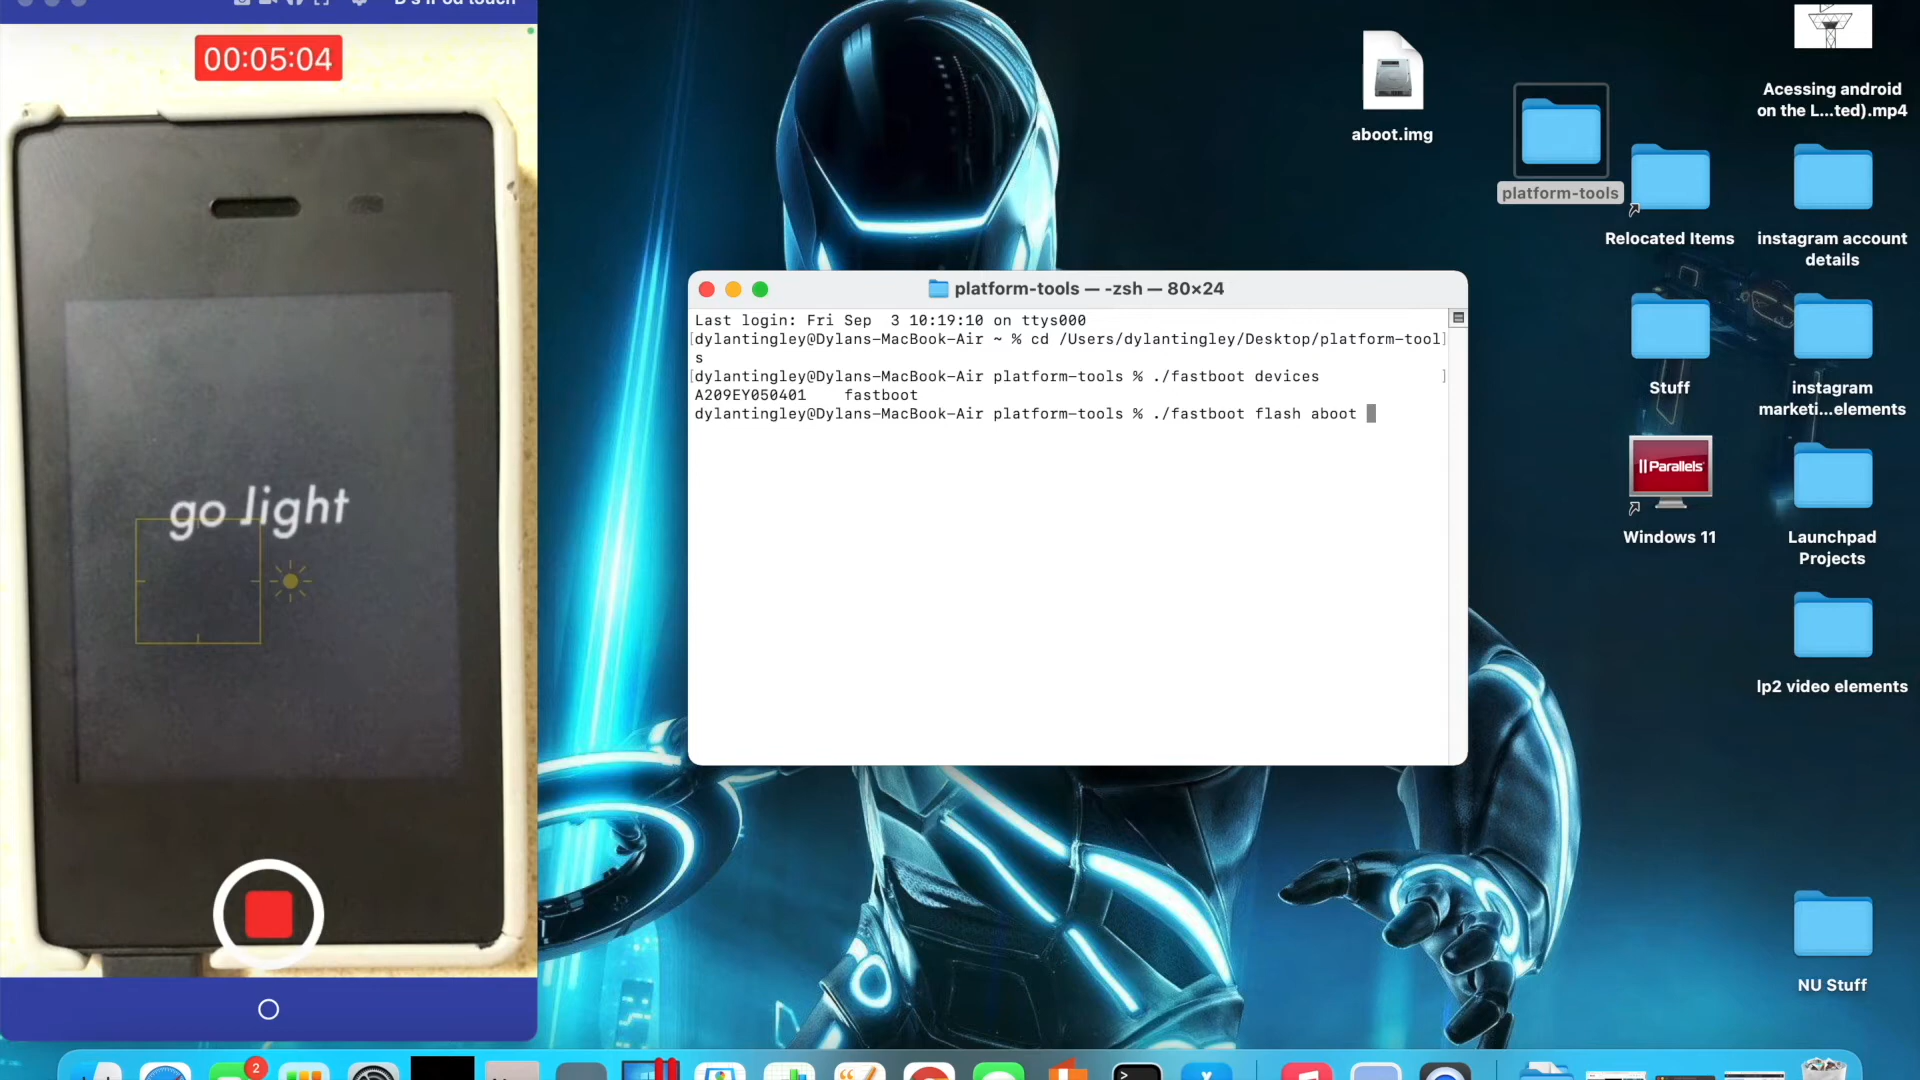 D's iPod touch
00:05:04
go light
platform-tools — -zsh — 80×24
Last login: Fri Sep  3 10:19:10 on ttys000
[dylantingley@Dylans-MacBook-Air ~ % cd /Users/dylantingley/Desktop/platform-tool]
s
[dylantingley@Dylans-MacBook-Air platform-tools % ./fastboot devices ]
A209EY050401    fastboot
dylantingley@Dylans-MacBook-Air platform-tools % ./fastboot flash aboot
aboot.img
platform-tools
Acessing android
on the L...ted).mp4
Relocated Items
instagram account
details
Stuff
instagram
marketi...elements
||Parallels
Windows 11
Launchpad
Projects
lp2 video elements
NU Stuff
2